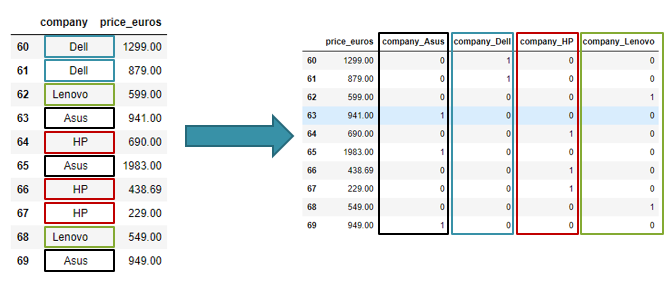 company price_euros
60 Dell 1299.00
61 Dell 879.00
62 Lenovo 599.00
63 Asus 941.00
64 HP 690.00
65 Asus 1983.00
66 HP 438.69
67 HP 229.00
68 Lenovo 549.00
69 Asus 949.00
price_euros company_Asus company_Dell company_HP company_Lenovo
60 1299.00 0 1 0 0
61 879.00 0 1 0 0
62 599.00 0 0 0 1
63 941.00 1 0 0 0
64 690.00 0 0 1 0
65 1983.00 1 0 0 0
66 438.69 0 0 1 0
67 229.00 0 0 1 0
68 549.00 0 0 0 1
69 949.00 1 0 0 0